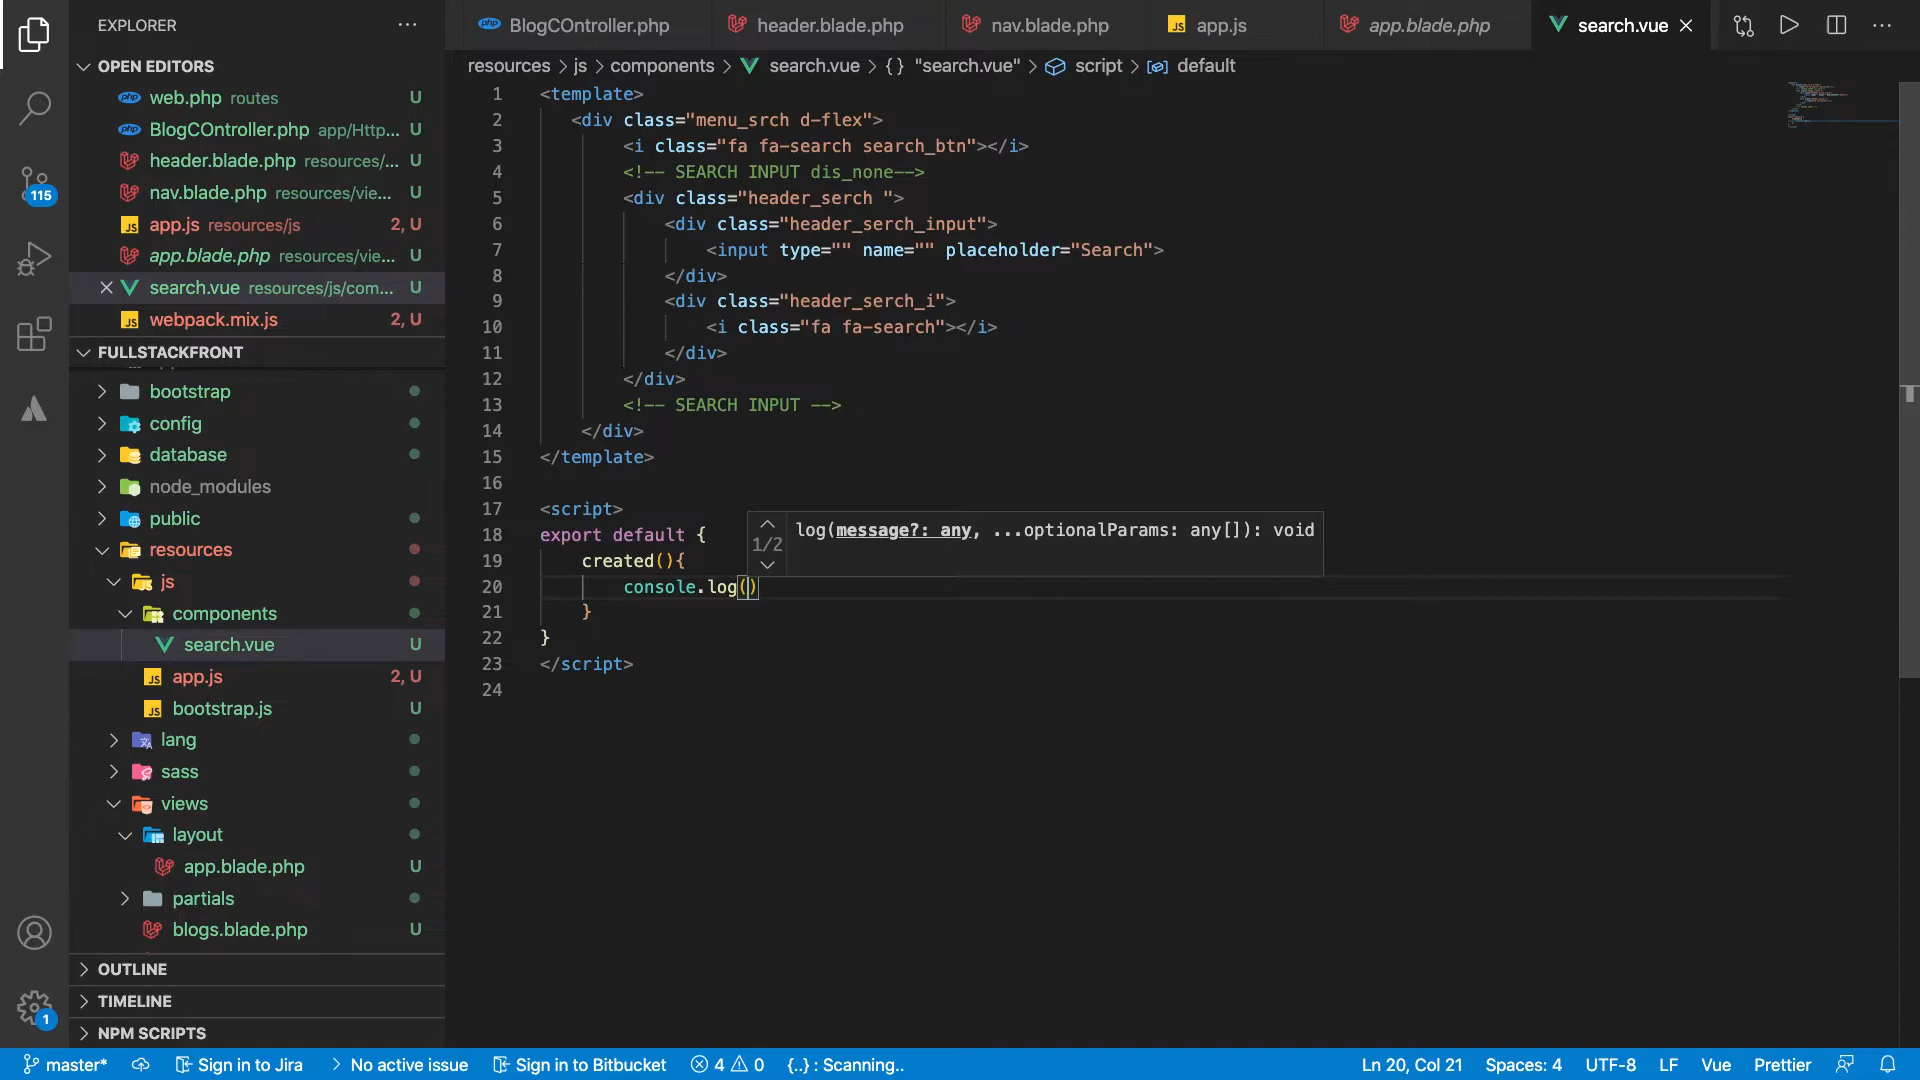 EXPLORER
OPEN EDITORS
web.php routes U
BlogCOntroller.php app/Http... U
header.blade.php resources/... U
nav.blade.php resources/vie... U
app.js resources/js 2, U
app.blade.php resources/vie... U
search.vue resources/js/com... U
webpack.mix.js 2, U
FULLSTACKFRONT
bootstrap
config
database
node_modules
public
resources
js
components
search.vue U
app.js 2, U
bootstrap.js U
lang
sass
views
layout
app.blade.php U
partials
blogs.blade.php U
OUTLINE
TIMELINE
NPM SCRIPTS
115
1
BlogCOntroller.php header.blade.php nav.blade.php app.js app.blade.php search.vue
resources > js > components > search.vue > {} "search.vue" > script > default
1 <template>
2 <div class="menu_srch d-flex">
3 <i class="fa fa-search search_btn"></i>
4 <!-- SEARCH INPUT dis_none-->
5 <div class="header_serch ">
6 <div class="header_serch_input">
7 <input type="" name="" placeholder="Search">
8 </div>
9 <div class="header_serch_i">
10 <i class="fa fa-search"></i>
11 </div>
12 </div>
13 <!-- SEARCH INPUT -->
14 </div>
15 </template>
16
17 <script>
18 export default {
19 created(){
20 console.log()
21 }
22 }
23 </script>
24
1/2 log(message?: any, ...optionalParams: any[]): void
master* Sign in to Jira No active issue Sign in to Bitbucket 4 0 {..} : Scanning.. Ln 20, Col 21 Spaces: 4 UTF-8 LF Vue Prettier